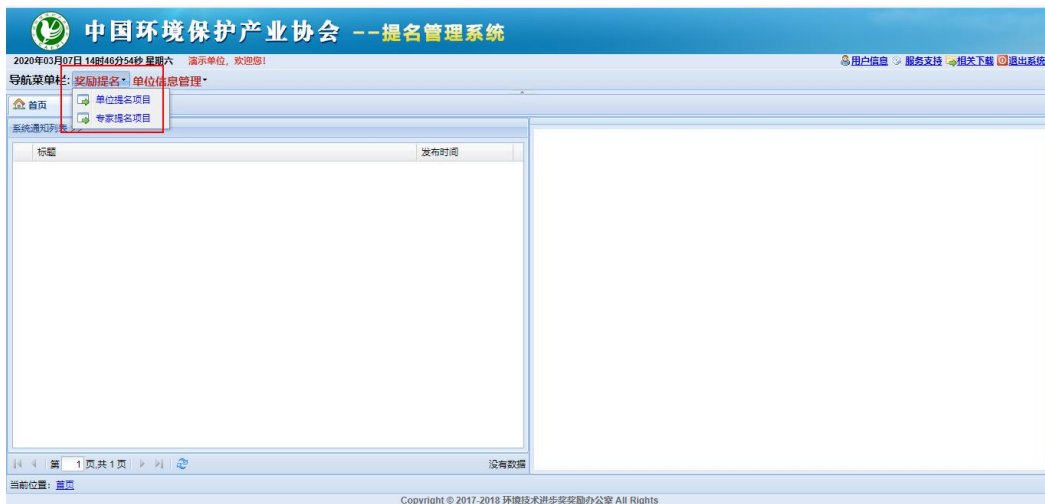 中国环境保护产业协会 --提名管理系统
2020年03月07日 14时46分54秒 星期六 演示单位，欢迎您！ 用户信息 服务支持 相关下载 退出系统
导航菜单栏: 奖励提名 单位信息管理
首页
单位提名项目
专家提名项目
系统通知列表 >>
标题 发布时间
第 1 页,共 1 页 没有数据
当前位置: 首页
Copyright © 2017-2018 环境技术进步奖奖励办公室 All Rights